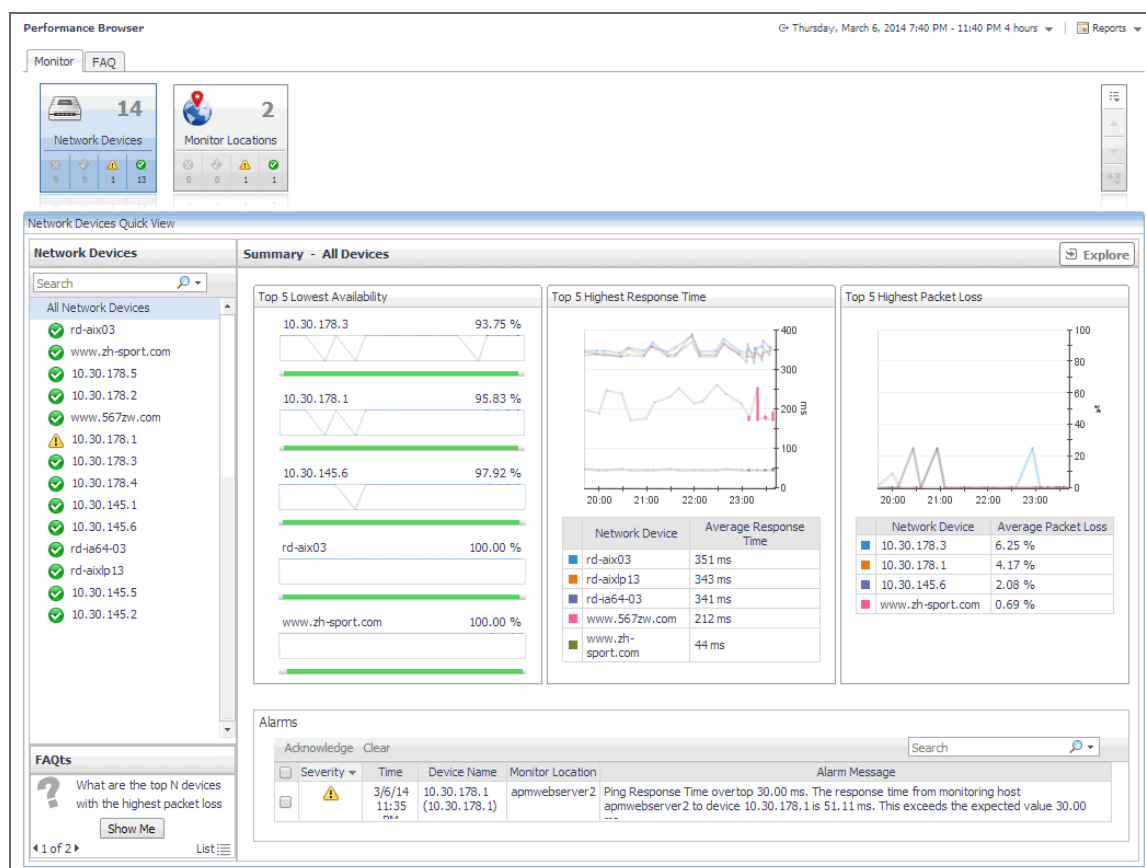 Performance Browser
Thursday, March 6, 2014 7:40 PM - 11:40 PM 4 hours | Reports
Monitor FAQ
14
Network Devices
0 0 1 13
2
Monitor Locations
0 0 1 1
Network Devices Quick View
Network Devices
Search
All Network Devices
rd-aix03
www.zh-sport.com
10.30.178.5
10.30.178.2
www.567zw.com
10.30.178.1
10.30.178.3
10.30.178.4
10.30.145.1
10.30.145.6
rd-ia64-03
rd-aixlp13
10.30.145.5
10.30.145.2
FAQts
?
What are the top N devices
with the highest packet loss
Show Me
1 of 2 List
Summary - All Devices
Explore
Top 5 Lowest Availability
10.30.178.3 93.75 %
10.30.178.1 95.83 %
10.30.145.6 97.92 %
rd-aix03 100.00 %
www.zh-sport.com 100.00 %
Top 5 Highest Response Time
400
300
200
100
0
ms
20:00 21:00 22:00 23:00
Network Device Average Response
Time
rd-aix03 351 ms
rd-aixlp13 343 ms
rd-ia64-03 341 ms
www.567zw.com 212 ms
www.zh-
sport.com 44 ms
Top 5 Highest Packet Loss
100
80
60
40
20
0
%
20:00 21:00 22:00 23:00
Network Device Average Packet Loss
10.30.178.3 6.25 %
10.30.178.1 4.17 %
10.30.145.6 2.08 %
www.zh-sport.com 0.69 %
Alarms
Acknowledge Clear
Search
Severity Time Device Name Monitor Location Alarm Message
3/6/14 10.30.178.1 apmwebserver2 Ping Response Time overtop 30.00 ms. The response time from monitoring host
11:35 (10.30.178.1) apmwebserver2 to device 10.30.178.1 is 51.11 ms. This exceeds the expected value 30.00